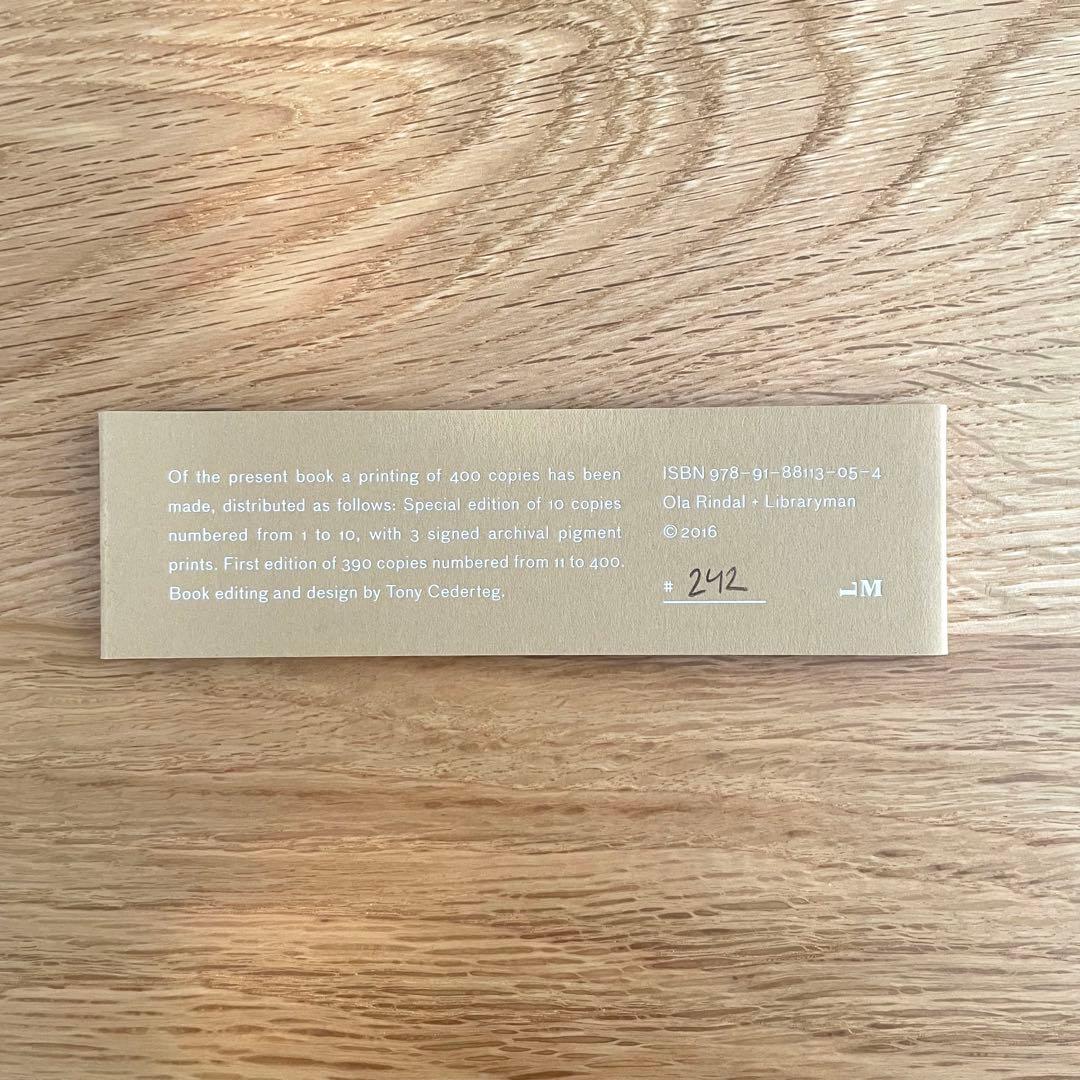 Of the present book a printing of 400 copies has been
made, distributed as follows: Special edition of 10 copies
numbered from 1 to 10, with 3 signed archival pigment
prints. First edition of 390 copies numbered from 11 to 400.
Book editing and design by Tony Cederteg.
ISBN 978–91–88113–05–4
Ola Rindal + Libraryman
© 2016
# 242
LM